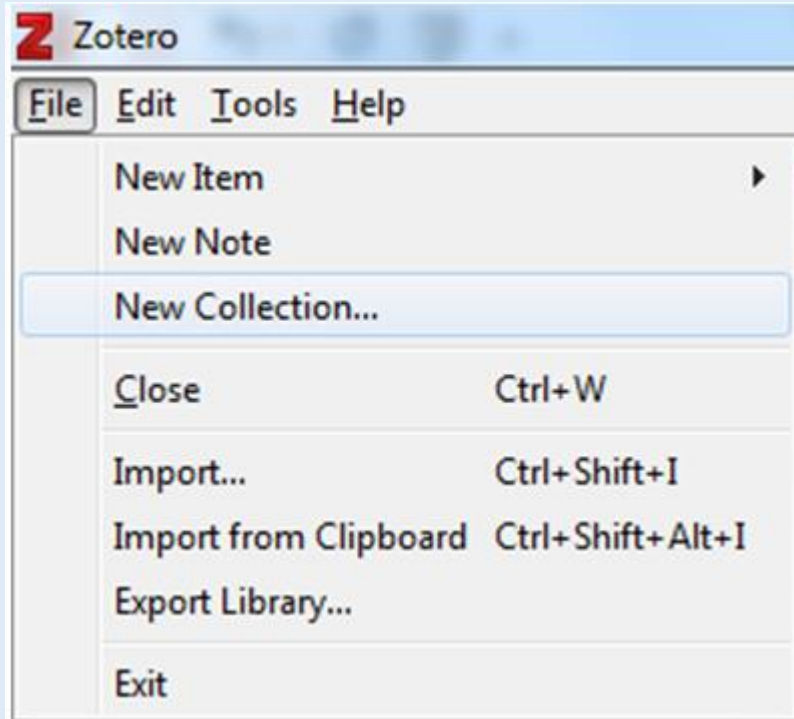 Z Zotero
File Edit Tools Help
New Item
New Note
New Collection...
Close Ctrl+W
Import... Ctrl+Shift+I
Import from Clipboard Ctrl+Shift+Alt+I
Export Library...
Exit